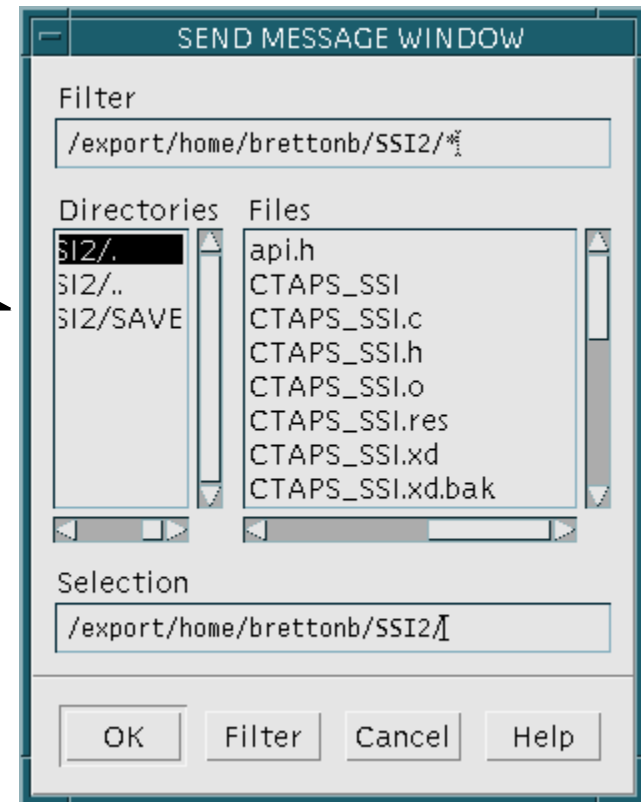 SEND MESSAGE WINDOW
Filter
/export/home/brettonb/SSI2/*
Directories Files
SI2/.
SI2/..
SI2/SAVE
api.h
CTAPS_SSI
CTAPS_SSI.c
CTAPS_SSI.h
CTAPS_SSI.o
CTAPS_SSI.res
CTAPS_SSI.xd
CTAPS_SSI.xd.bak
Selection
/export/home/brettonb/SSI2/
OK Filter Cancel Help